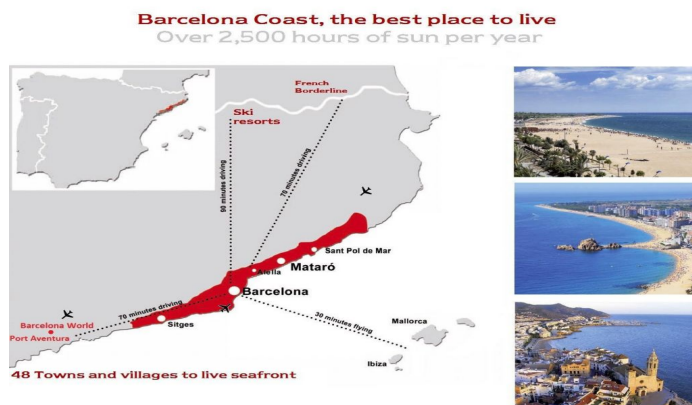 Barcelona Coast, the best place to live
Over 2,500 hours of sun per year
French
Borderline
Ski
resorts
90 minutes driving
70 minutes driving
Sant Pol de Mar
Alella
Mataró
Barcelona
70 minutes driving
30 minutes flying
Barcelona World
Port Aventura
Sitges
Mallorca
Ibiza
48 Towns and villages to live seafront